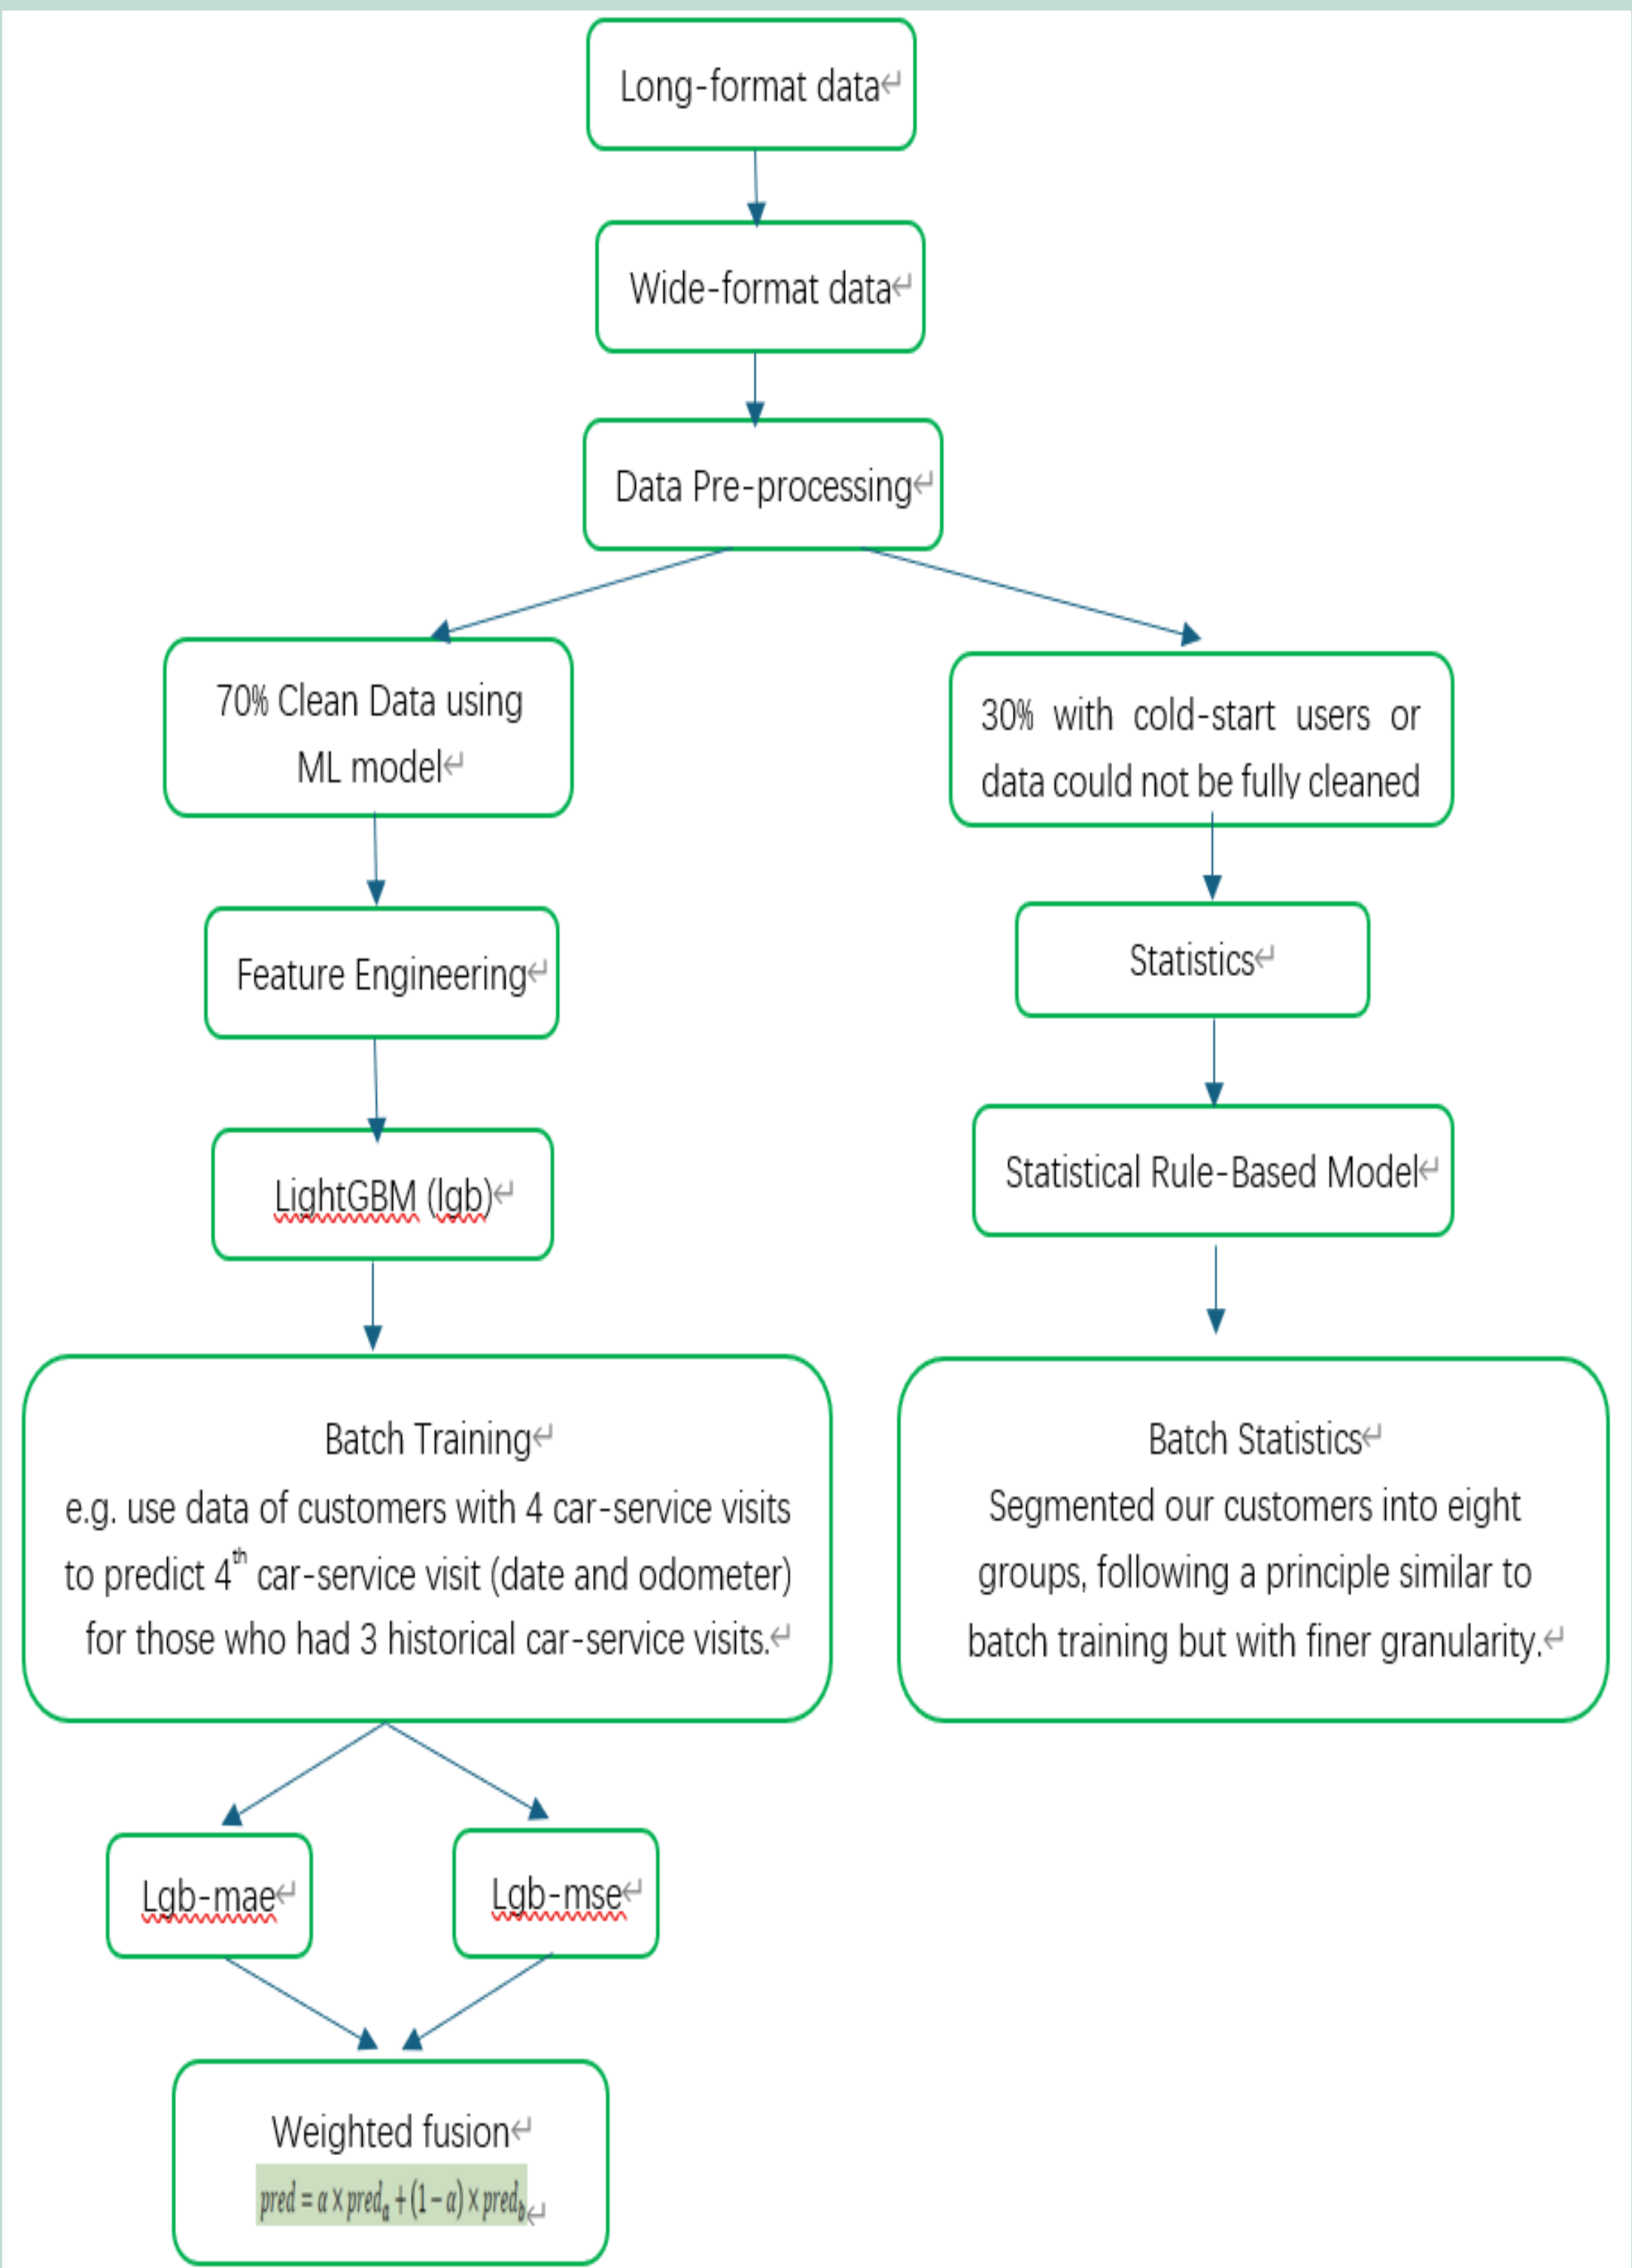 Long-format data
Wide-format data
Data Pre-processing
70% Clean Data using
ML model
30% with cold-start users or
data could not be fully cleaned
Feature Engineering
Statistics
LightGBM (lgb)
Statistical Rule-Based Model
Batch Training
e.g. use data of customers with 4 car-service visits
to predict 4th car-service visit (date and odometer)
for those who had 3 historical car-service visits.
Batch Statistics
Segmented our customers into eight
groups, following a principle similar to
batch training but with finer granularity.
Lgb-mae
Lgb-mse
Weighted fusion
pred = α × pred_a + (1 − α) × pred_b